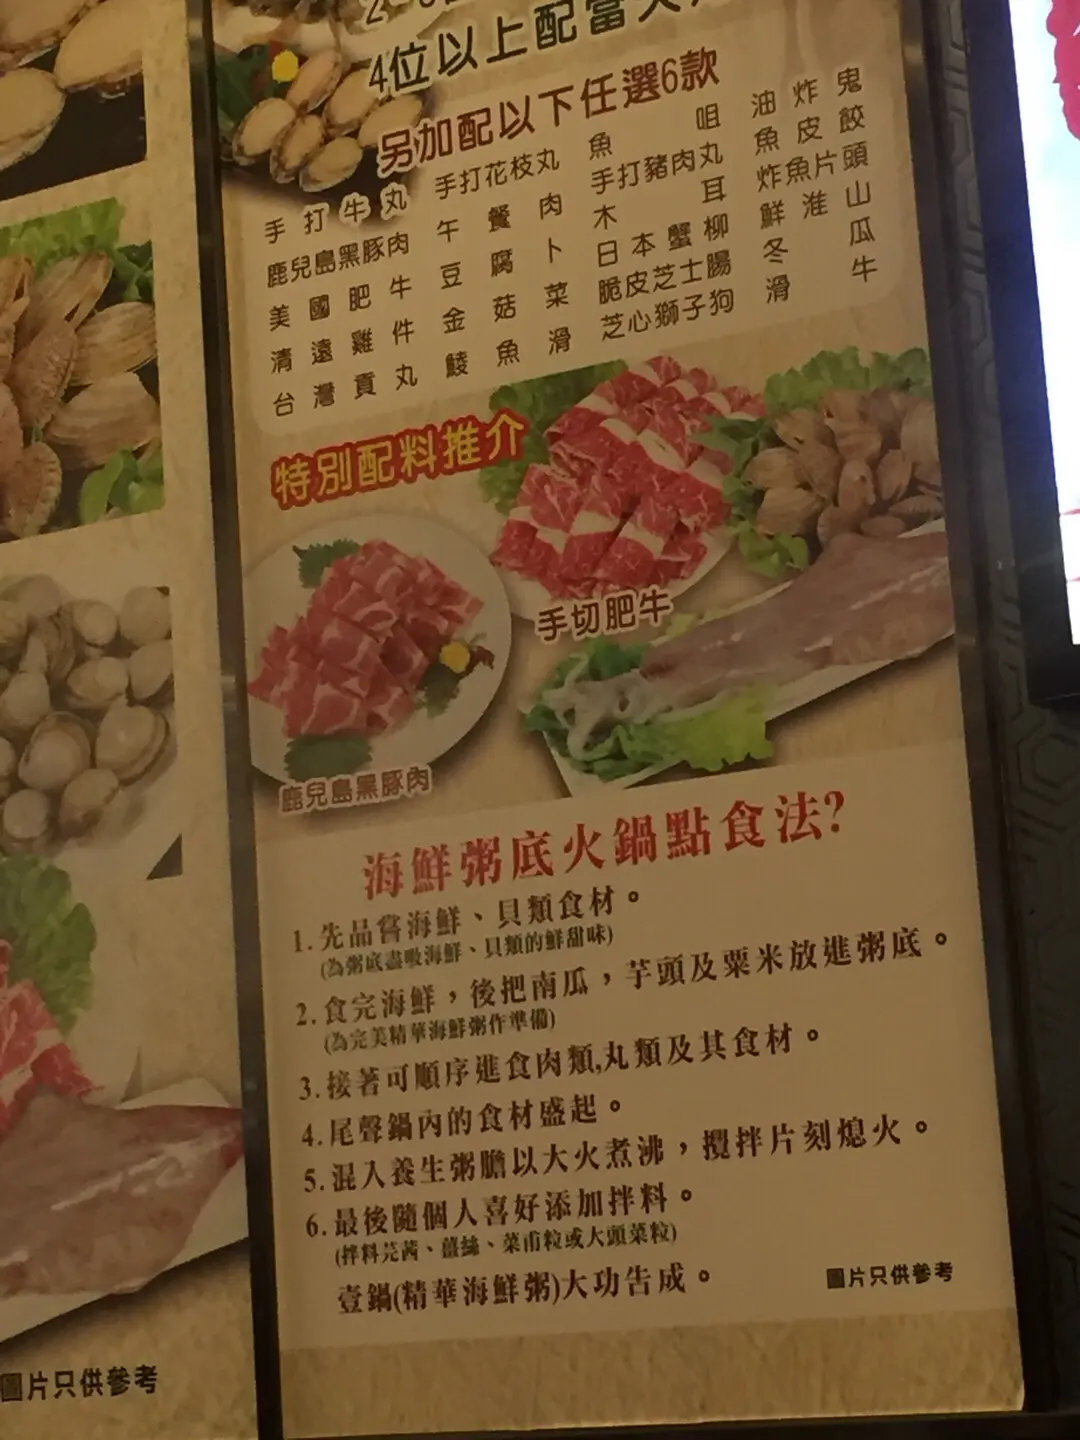 4位以上配當天
另加配以下任選6款
手打牛丸 手打花枝丸 魚咀 油炸鬼
鹿兒島黑豚肉 午餐肉 手打豬肉丸 魚皮餃
美國肥牛 豆腐卜 木耳 炸魚片頭
清遠雞件 金菇菜 日本蟹柳 鮮淮山
台灣貢丸 鯪魚滑 脆皮芝士腸 冬瓜
芝心獅子狗 滑牛
特別配料推介
手切肥牛
鹿兒島黑豚肉
海鮮粥底火鍋點食法?
1. 先品嘗海鮮、貝類食材。
(為粥底盡吸海鮮、貝類的鮮甜味)
2. 食完海鮮，後把南瓜，芋頭及粟米放進粥底。
(為完美精華海鮮粥作準備)
3. 接著可順序進食肉類,丸類及其食材。
4. 尾聲鍋內的食材盛起。
5. 混入養生粥膽以大火煮沸，攪拌片刻熄火。
6. 最後隨個人喜好添加拌料。
(拌料芫茜、薑絲、菜甫粒或大頭菜粒)
壹鍋(精華海鮮粥)大功告成。
圖片只供參考
圖片只供參考